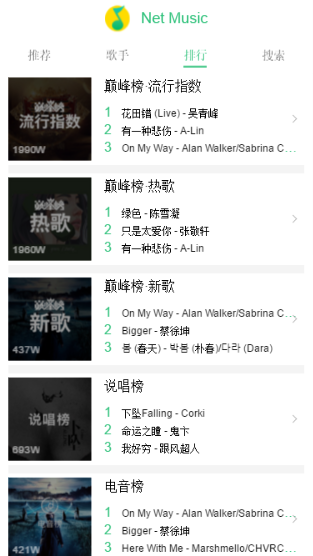 Net Music
推荐 歌手 排行 搜索
巅峰榜·流行指数
巅峰榜
流行指数
1990W
1 花田错 (Live) - 吴青峰
2 有一种悲伤 - A-Lin
3 On My Way - Alan Walker/Sabrina C...
巅峰榜·热歌
巅峰榜
热歌
1960W
1 绿色 - 陈雪凝
2 只是太爱你 - 张敬轩
3 有一种悲伤 - A-Lin
巅峰榜·新歌
巅峰榜
新歌
437W
1 On My Way - Alan Walker/Sabrina C...
2 Bigger - 蔡徐坤
3 봄 (春天) - 박봄 (朴春)/다라 (Dara)
说唱榜
说唱榜
693W
1 下坠Falling - Corki
2 命运之瞳 - 鬼卞
3 我好穷 - 跟风超人
电音榜
421W
1 On My Way - Alan Walker/Sabrina C...
2 Bigger - 蔡徐坤
3 Here With Me - Marshmello/CHVRC...